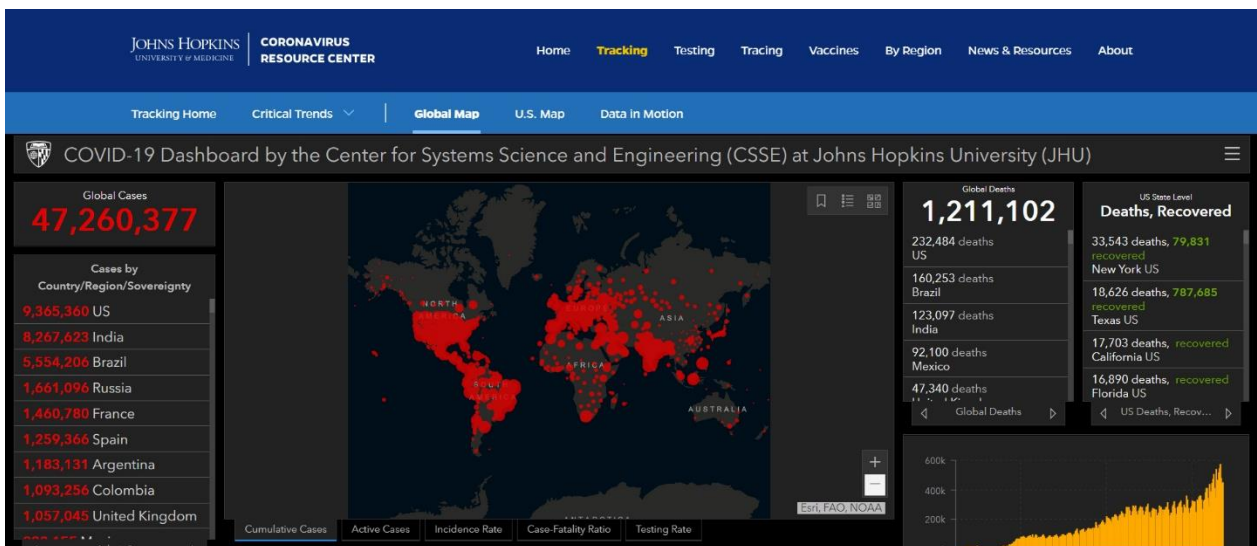 JOHNS HOPKINS
UNIVERSITY & MEDICINE
CORONAVIRUS
RESOURCE CENTER
Home Tracking Testing Tracing Vaccines By Region News & Resources About
Tracking Home Critical Trends Global Map U.S. Map Data in Motion
COVID-19 Dashboard by the Center for Systems Science and Engineering (CSSE) at Johns Hopkins University (JHU)
Global Cases
47,260,377
Cases by
Country/Region/Sovereignty
9,365,360 US
8,267,623 India
5,554,206 Brazil
1,661,096 Russia
1,460,780 France
1,259,366 Spain
1,183,131 Argentina
1,093,256 Colombia
1,057,045 United Kingdom
NORTH
AMERICA
SOUTH
AMERICA
EUROPE
AFRICA
ASIA
AUSTRALIA
Esri, FAO, NOAA
Cumulative Cases Active Cases Incidence Rate Case-Fatality Ratio Testing Rate
Global Deaths
1,211,102
232,484 deaths
US
160,253 deaths
Brazil
123,097 deaths
India
92,100 deaths
Mexico
47,340 deaths
Global Deaths
US State Level
Deaths, Recovered
33,543 deaths, 79,831
recovered
New York US
18,626 deaths, 787,685
recovered
Texas US
17,703 deaths, recovered
California US
16,890 deaths, recovered
Florida US
US Deaths, Recov...
600k
400k
200k